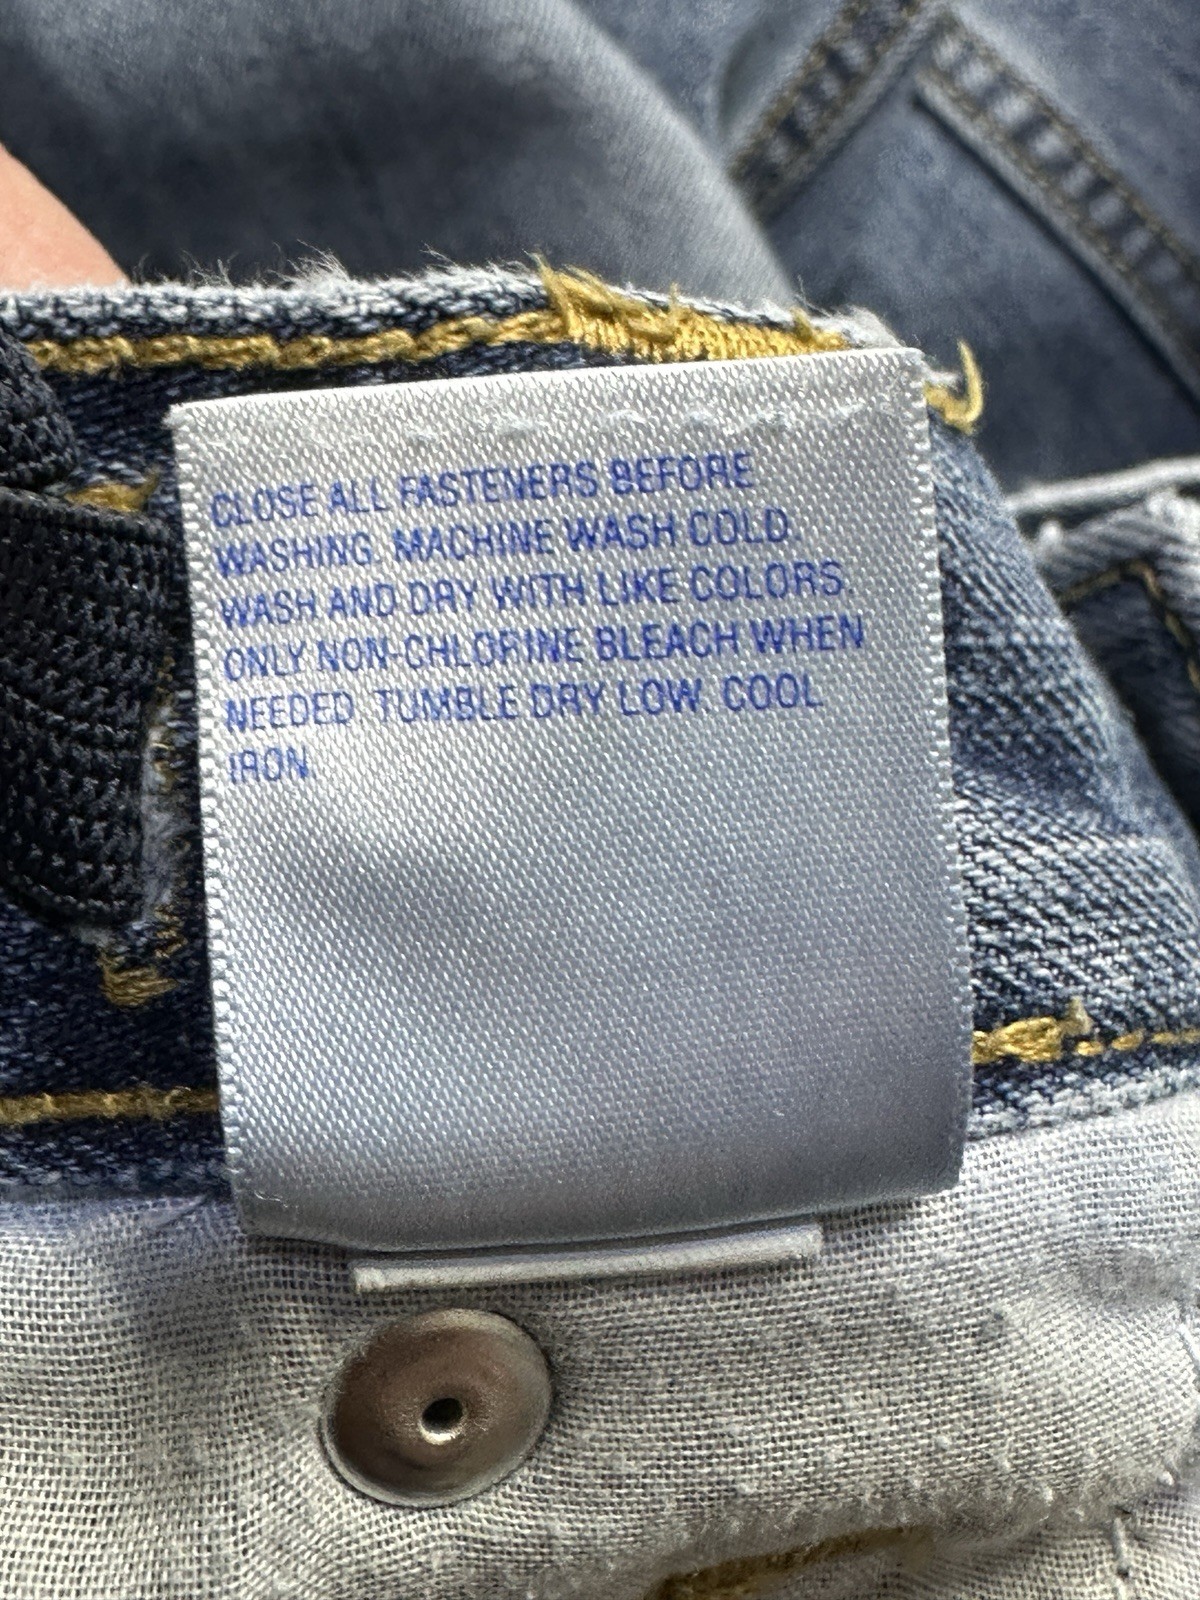 CLOSE ALL FASTENERS BEFORE
WASHING. MACHINE WASH COLD.
WASH AND DRY WITH LIKE COLORS.
ONLY NON-CHLORINE BLEACH WHEN
NEEDED. TUMBLE DRY LOW. COOL
IRON.